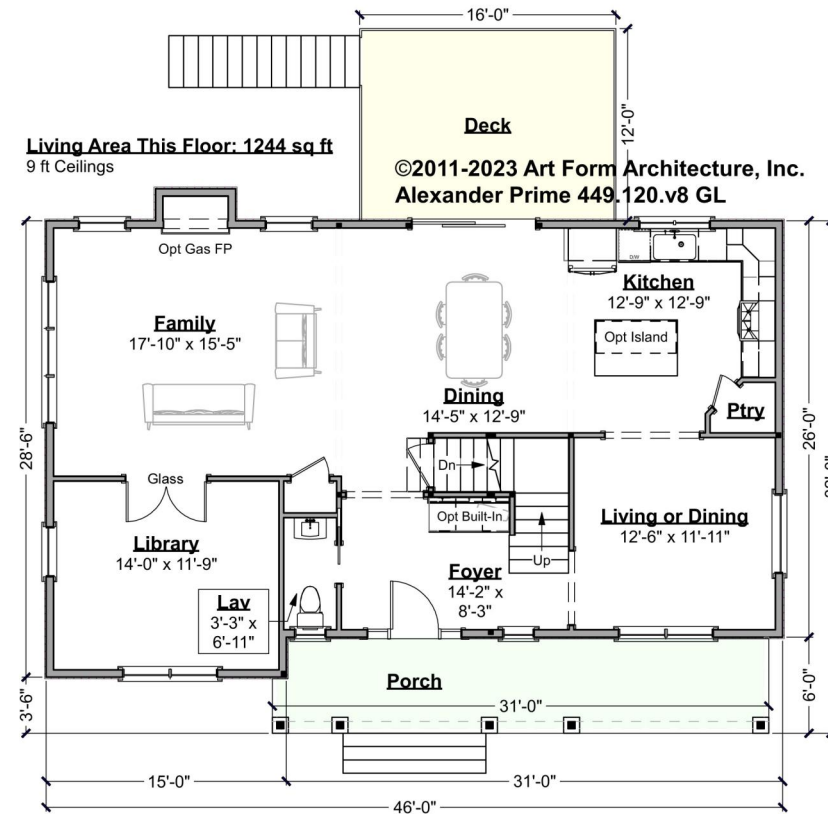 16'-0"
Deck
12'-0"
Living Area This Floor: 1244 sq ft
9 ft Ceilings
©2011-2023 Art Form Architecture, Inc.
Alexander Prime 449.120.v8 GL
Opt Gas FP
D/W
Kitchen
12'-9" x 12'-9"
Family
17'-10" x 15'-5"
Opt Island
Dining
14'-5" x 12'-9"
Ptry
28'-6"
26'-0"
Dn
Glass
Opt Built-In
Living or Dining
12'-6" x 11'-11"
Library
14'-0" x 11'-9"
Up
Foyer
14'-2" x
8'-3"
Lav
3'-3" x
6'-11"
Porch
31'-0"
3'-6"
6'-0"
15'-0"
31'-0"
46'-0"